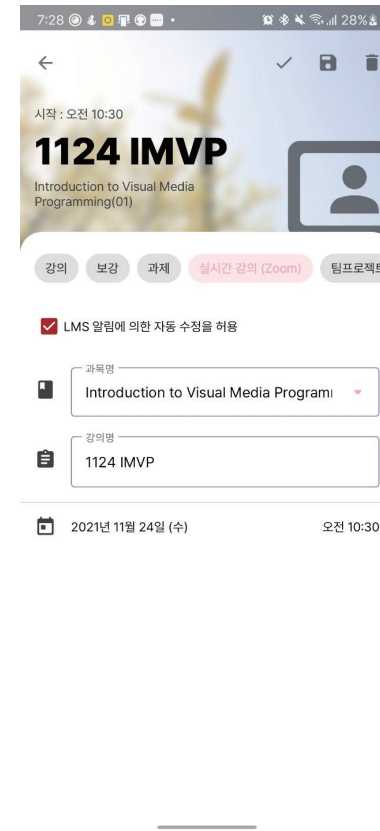 7:28 28%
시작 : 오전 10:30
1124 IMVP
Introduction to Visual Media
Programming(01)
강의 보강 과제 실시간 강의 (Zoom) 팀프로젝트
LMS 알림에 의한 자동 수정을 허용
과목명
Introduction to Visual Media Program
강의명
1124 IMVP
2021년 11월 24일 (수) 오전 10:30